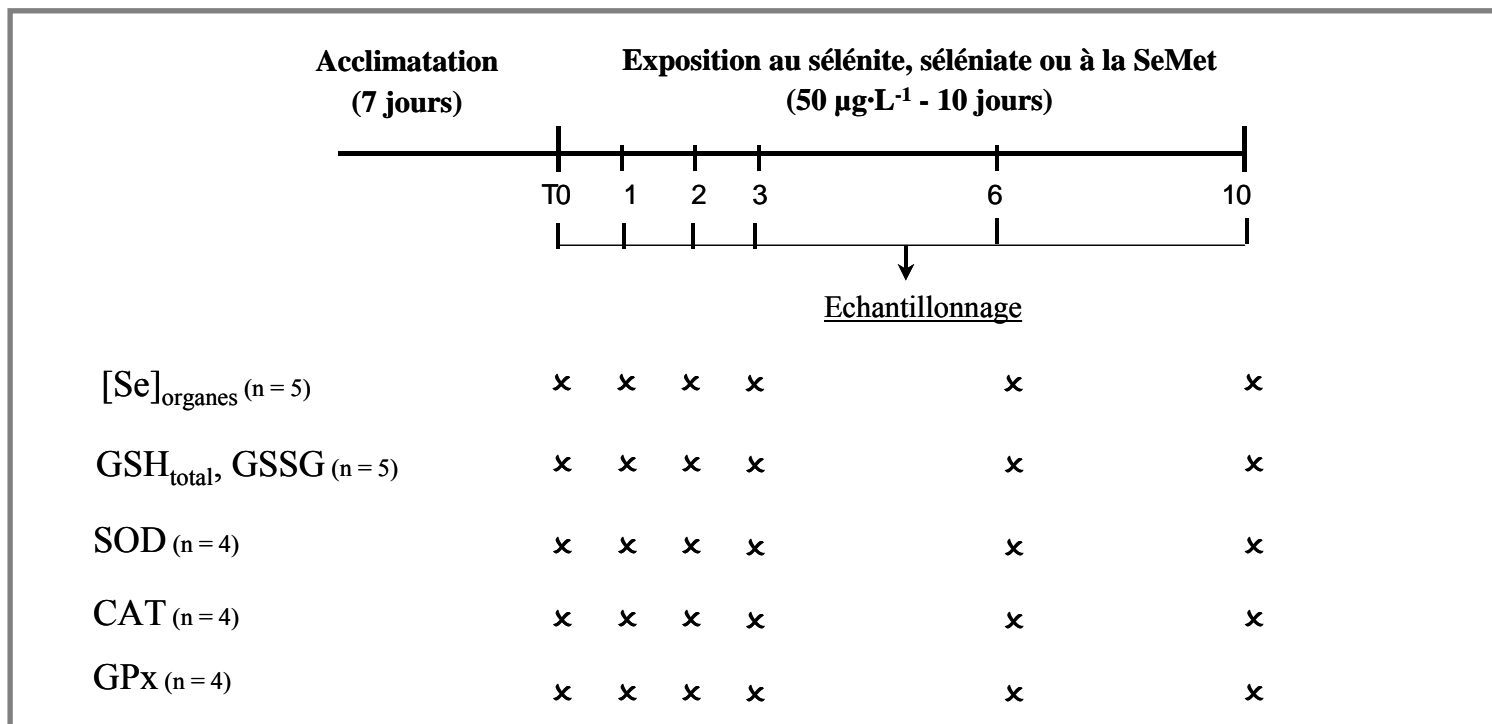 Acclimatation
(7 jours)
Exposition au sélénite, séléniate ou à la SeMet
(50 µg·L⁻¹ - 10 jours)
T0 1 2 3 6 10
Echantillonnage
[Se]organes (n = 5) × × × × × ×
GSHtotal, GSSG (n = 5) × × × × × ×
SOD (n = 4) × × × × × ×
CAT (n = 4) × × × × × ×
GPx (n = 4) × × × × × ×